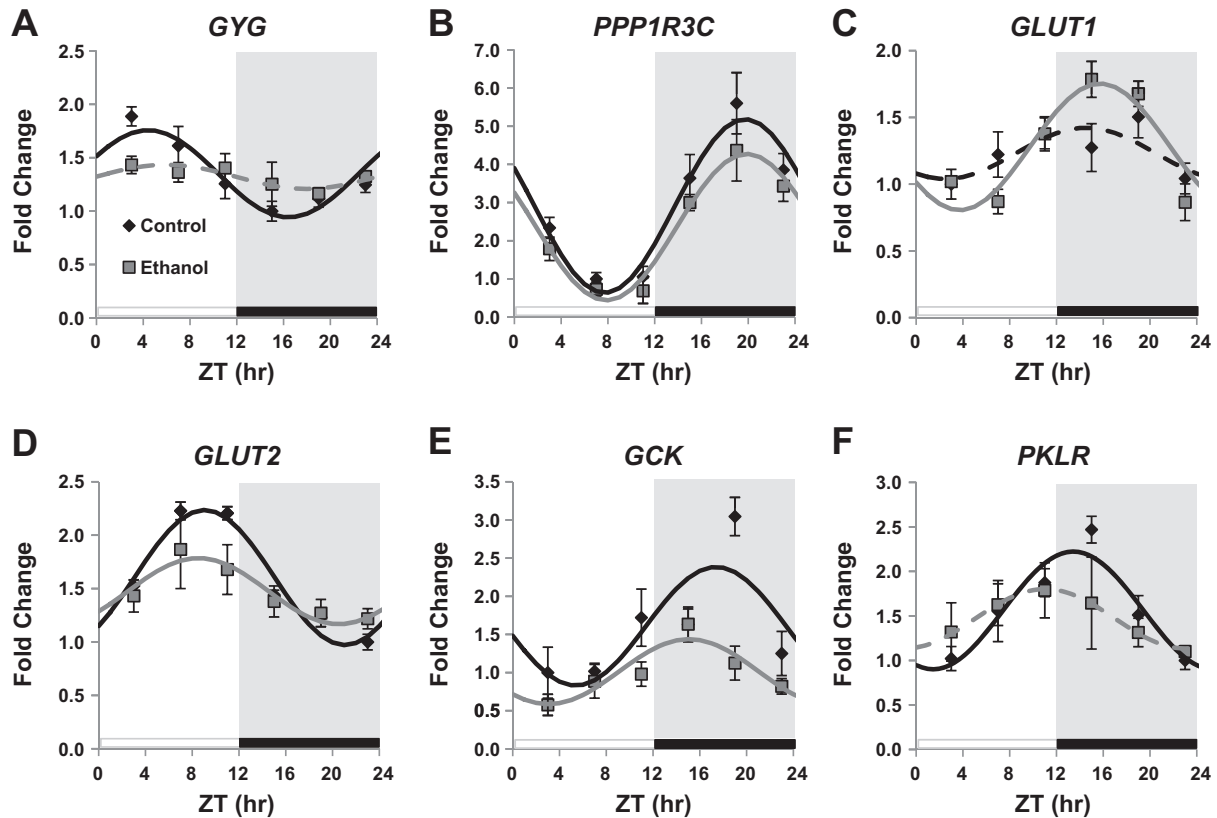 A GYG
Fold Change
2.5
2.0
1.5
1.0
0.5
0.0
Control
Ethanol
0 4 8 12 16 20 24
ZT (hr)
B PPP1R3C
Fold Change
7.0
6.0
5.0
4.0
3.0
2.0
1.0
0.0
0 4 8 12 16 20 24
ZT (hr)
C GLUT1
Fold Change
2.0
1.5
1.0
0.5
0.0
0 4 8 12 16 20 24
ZT (hr)
D GLUT2
Fold Change
2.5
2.0
1.5
1.0
0.5
0.0
0 4 8 12 16 20 24
ZT (hr)
E GCK
Fold Change
3.5
3.0
2.5
2.0
1.5
1.0
0.5
0.0
0 4 8 12 16 20 24
ZT (hr)
F PKLR
Fold Change
3.0
2.5
2.0
1.5
1.0
0.5
0.0
0 4 8 12 16 20 24
ZT (hr)